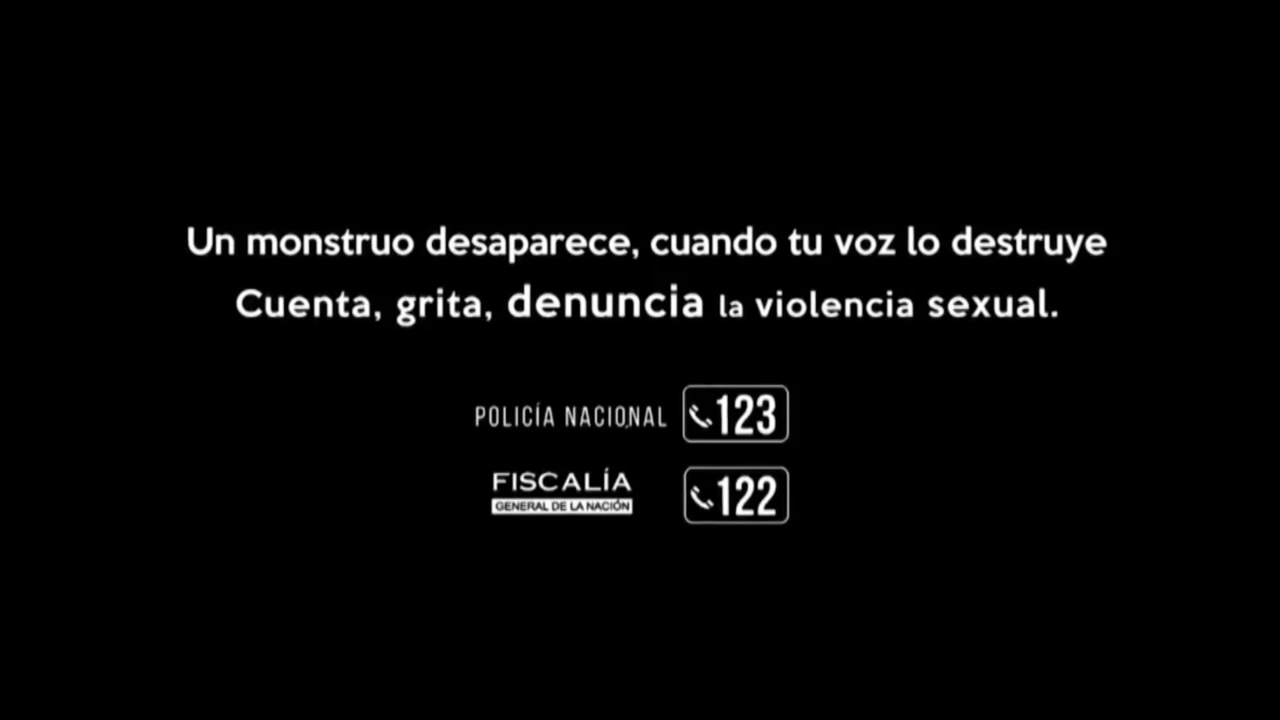 Un monstruo desaparece, cuando tu voz lo destruye
Cuenta, grita, denuncia la violencia sexual.
POLICÍA NACIONAL 123
FISCALÍA
GENERAL DE LA NACIÓN 122